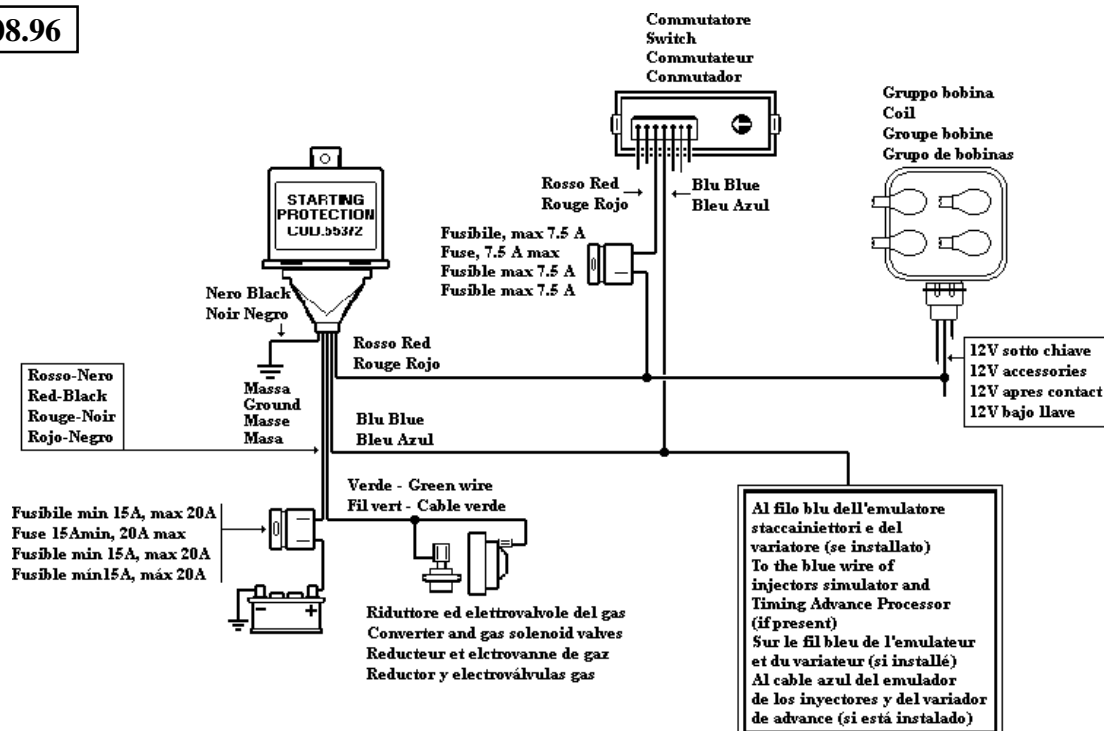 08.96
Commutatore
Switch
Commutateur
Conmutador
Gruppo bobina
Coil
Groupe bobine
Grupo de bobinas
STARTING
PROTECTION
COD.553/2
Rosso Red
Rouge Rojo
Blu Blue
Bleu Azul
Fusibile, max 7.5 A
Fuse, 7.5 A max
Fusible max 7.5 A
Fusible max 7.5 A
Nero Black
Noir Negro
Rosso Red
Rouge Rojo
12V sotto chiave
12V accessories
12V apres contact
12V bajo llave
Rosso-Nero
Red-Black
Rouge-Noir
Rojo-Negro
Massa
Ground
Masse
Masa
Blu Blue
Bleu Azul
Verde - Green wire
Fil vert - Cable verde
Fusibile min 15A, max 20A
Fuse 15Amin, 20A max
Fusible min 15A, max 20A
Fusible mín15A, máx 20A
- +
Riduttore ed elettrovalvole del gas
Converter and gas solenoid valves
Reducteur et elctrovanne de gaz
Reductor y electroválvulas gas
Al filo blu dell'emulatore
staccainiettori e del
variatore (se installato)
To the blue wire of
injectors simulator and
Timing Advance Processor
(if present)
Sur le fil bleu de l'emulateur
et du variateur (si installé)
Al cable azul del emulador
de los inyectores y del variador
de advance (si está instalado)